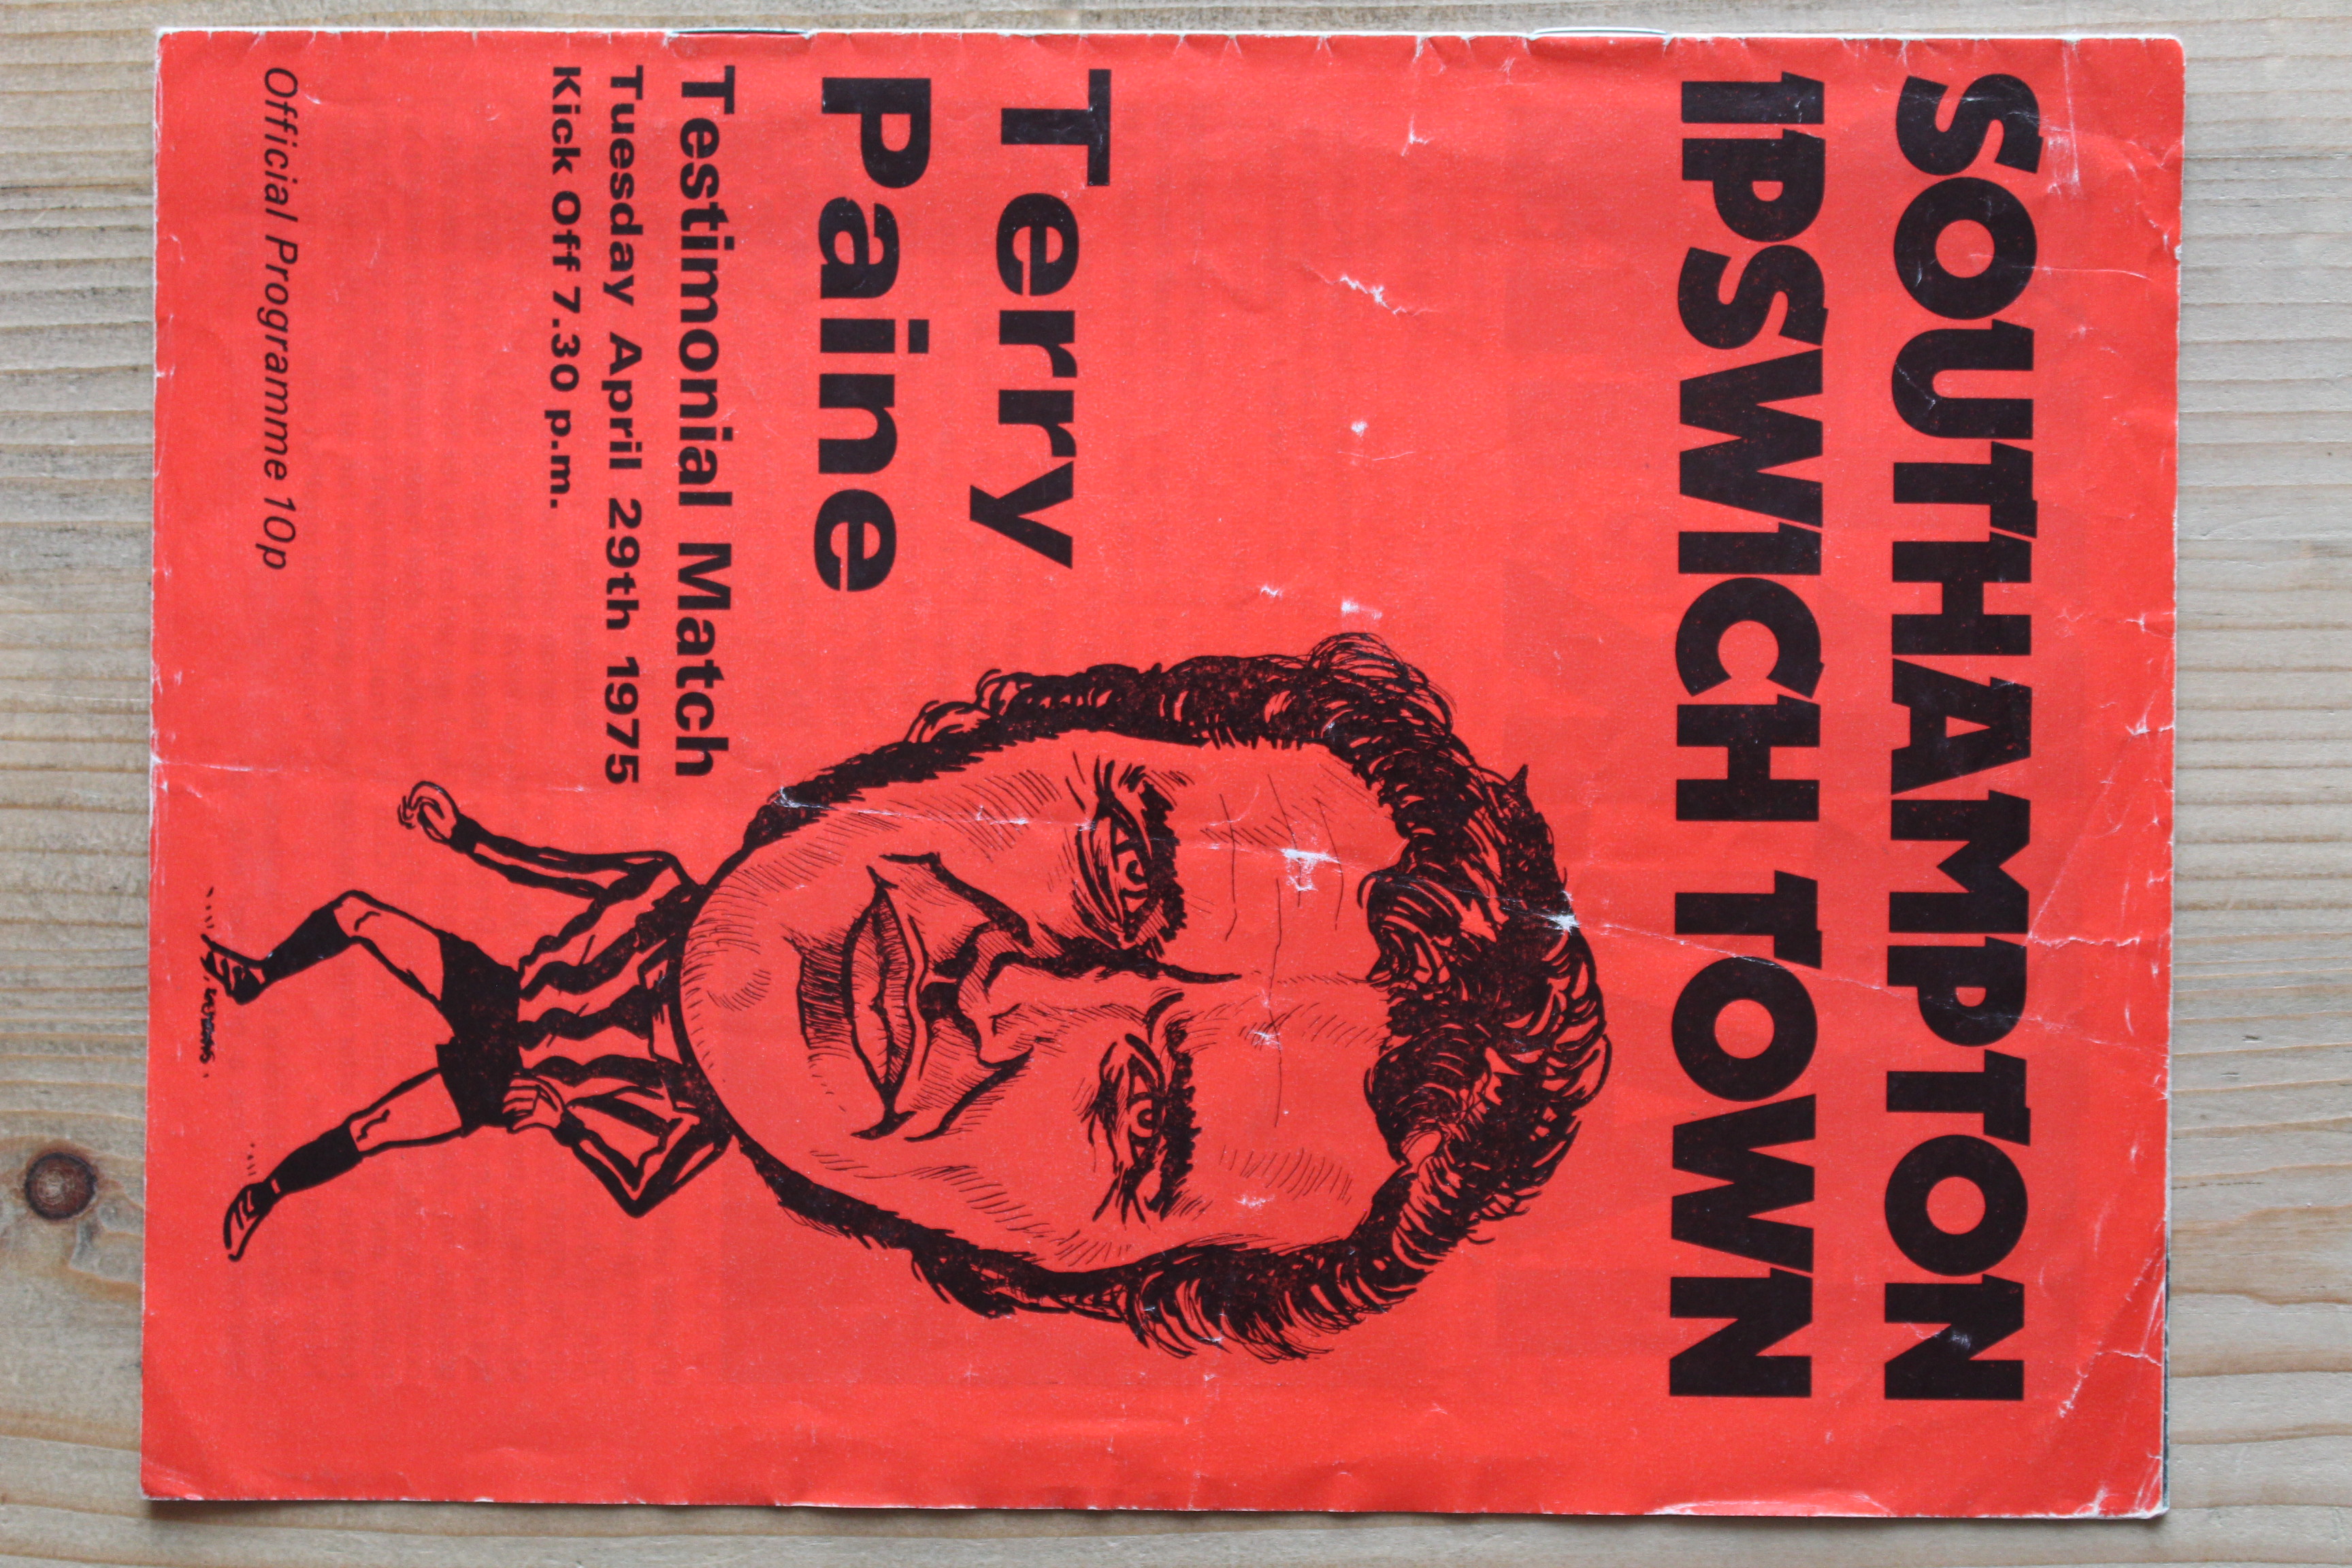 SOUTHAMPTON
IPSWICH TOWN
Terry
Paine
Testimonial Match
Tuesday April 29th 1975
Kick Off 7.30 p.m.
Official Programme 10p